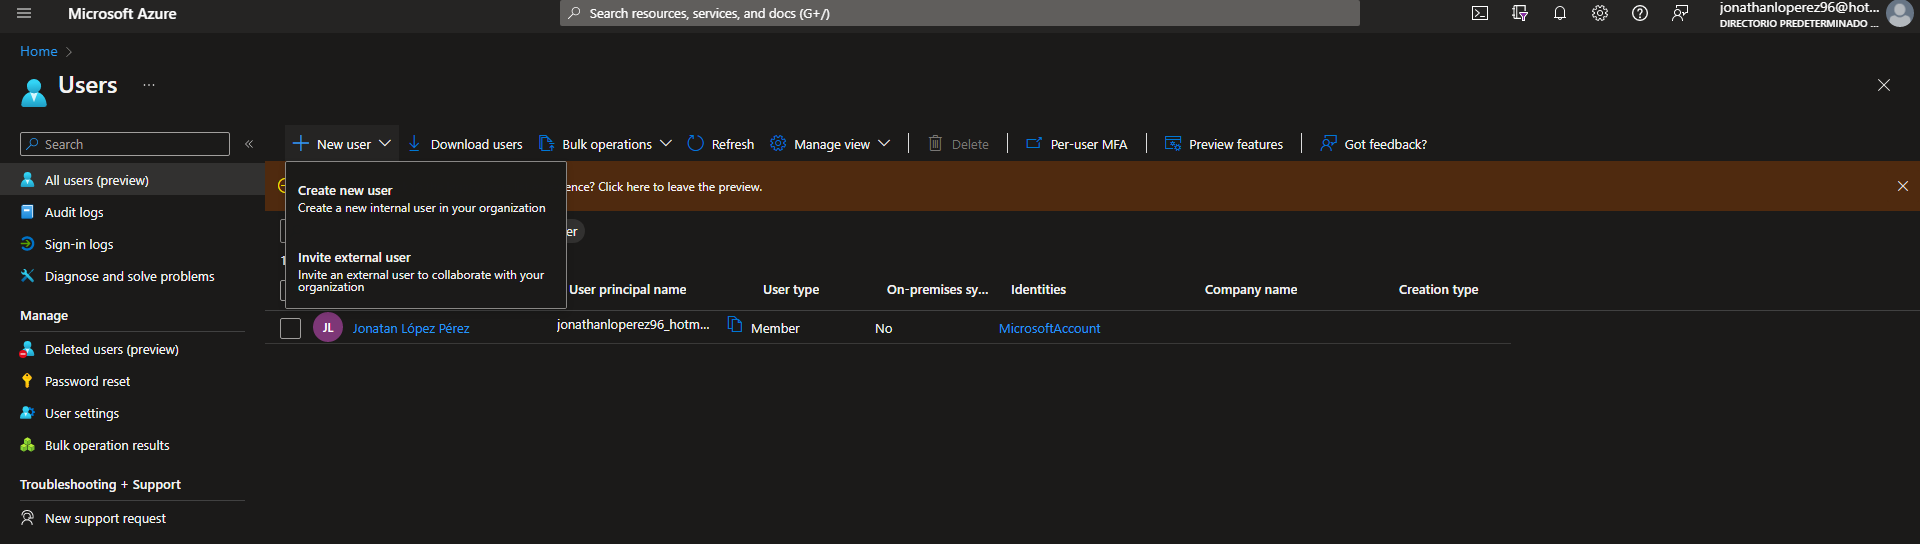 Microsoft Azure
Search resources, services, and docs (G+/)
jonathanloperez96@hot...
DIRECTORIO PREDETERMINADO ...
Home
Users
...
Search
New user
Download users
Bulk operations
Refresh
Manage view
Delete
Per-user MFA
Preview features
Got feedback?
All users (preview)
Audit logs
Sign-in logs
Diagnose and solve problems
Manage
Deleted users (preview)
Password reset
User settings
Bulk operation results
Troubleshooting + Support
New support request
Create new user
Create a new internal user in your organization
Invite external user
Invite an external user to collaborate with your
organization
ence? Click here to leave the preview.
er
1
User principal name
User type
On-premises sy...
Identities
Company name
Creation type
JL
Jonatan López Pérez
jonathanloperez96_hotm...
Member
No
MicrosoftAccount